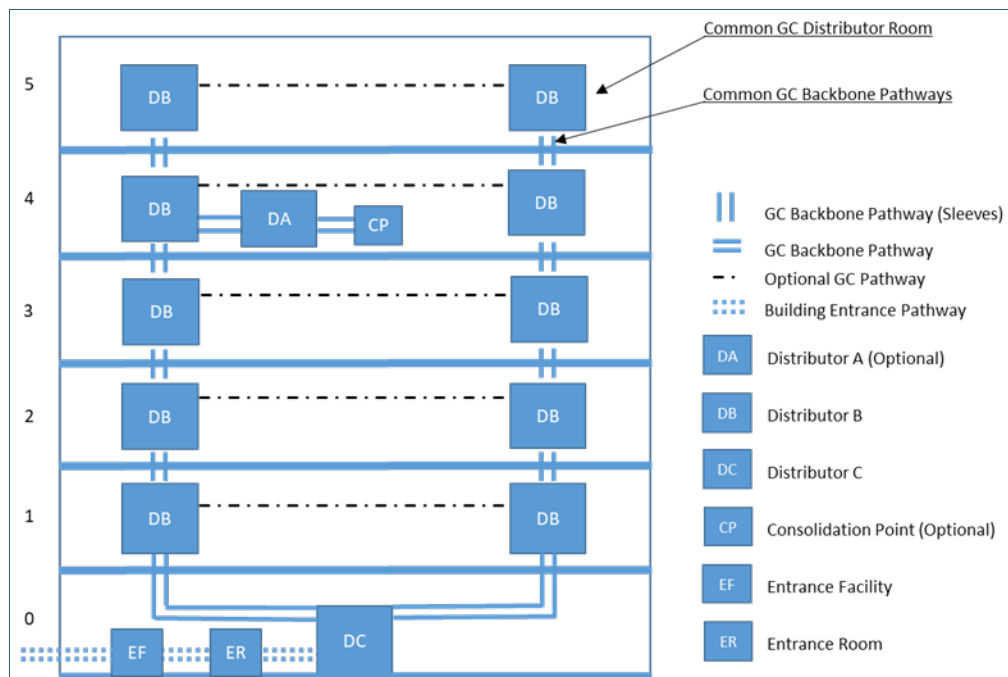 Common GC Distributor Room
5
DB
DB
Common GC Backbone Pathways
4
DB
DA
CP
DB
GC Backbone Pathway (Sleeves)
GC Backbone Pathway
Optional GC Pathway
3
DB
DB
Building Entrance Pathway
DA
Distributor A (Optional)
2
DB
DB
DB
Distributor B
DC
Distributor C
1
DB
DB
CP
Consolidation Point (Optional)
EF
Entrance Facility
0
EF
ER
DC
ER
Entrance Room